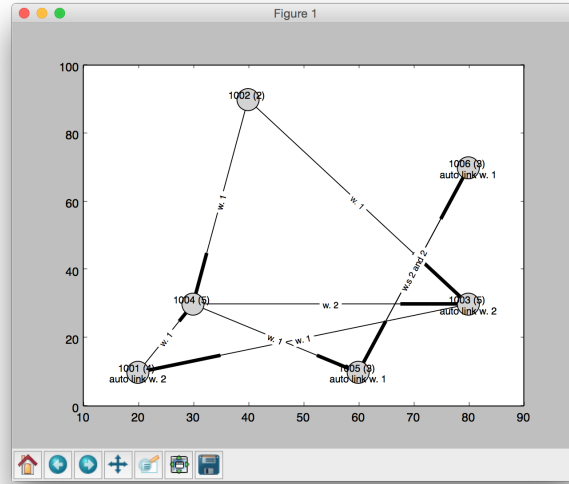 Figure 1
100
80
60
40
20
0
10
20
30
40
50
60
70
80
90
1002 (2)
1006 (3)
auto link w. 1
w. 1
w. 1
w.s 2 and 2
1004 (5)
w. 2
1003 (5)
auto link w. 2
w. 1
w. 1 < w. 1
1001 (4)
auto link w. 2
1005 (3)
auto link w. 1